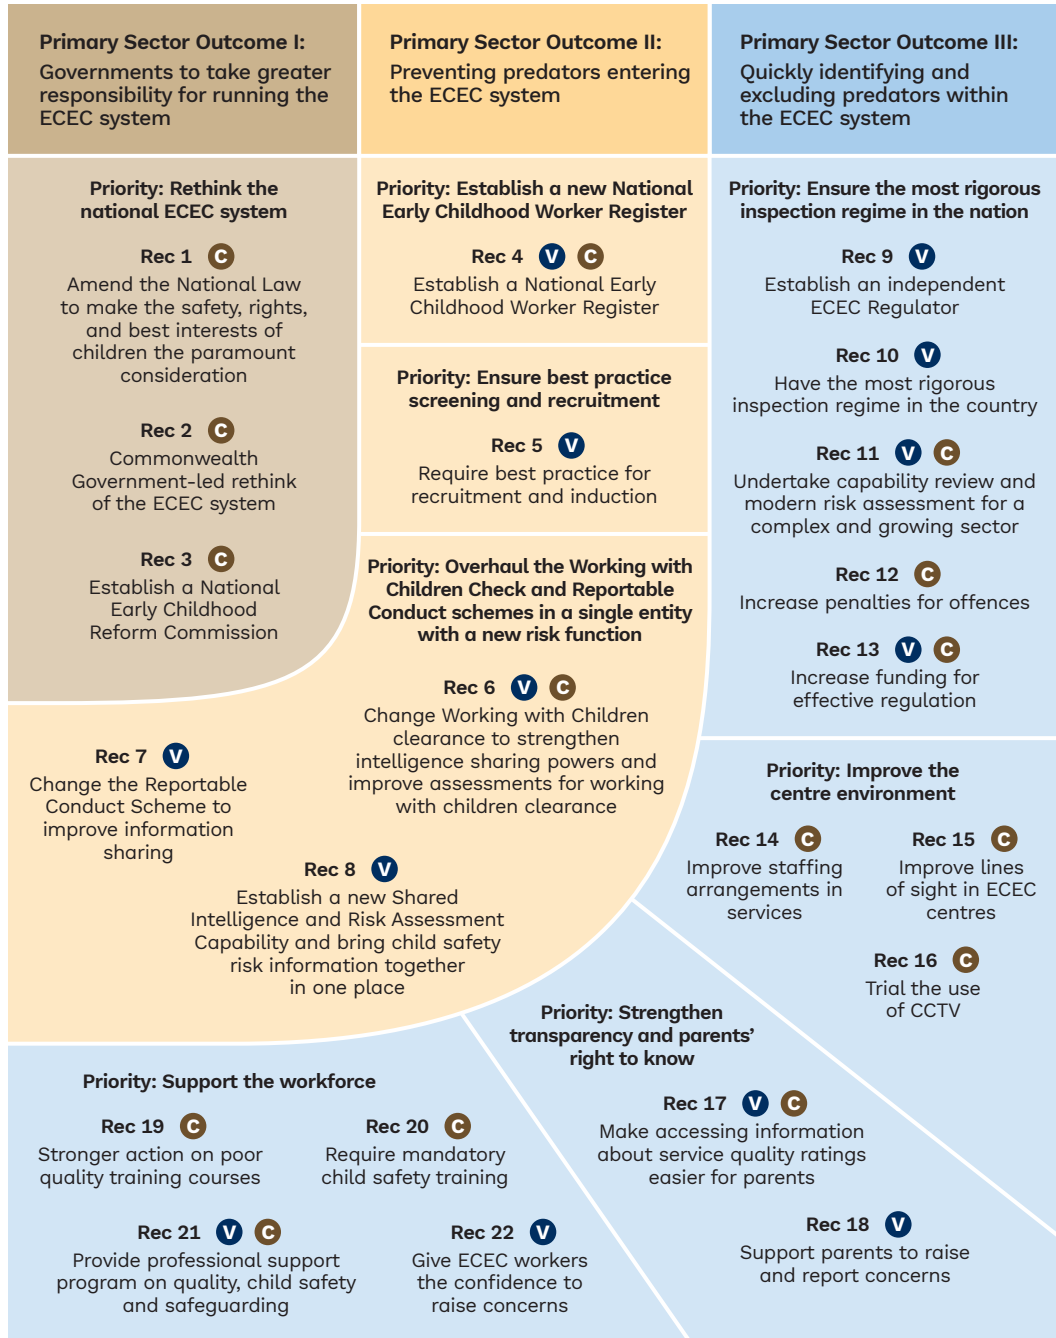 Primary Sector Outcome I:
Governments to take greater
responsibility for running the
ECEC system
Primary Sector Outcome II:
Preventing predators entering
the ECEC system
Primary Sector Outcome III:
Quickly identifying and
excluding predators within
the ECEC system
Priority: Rethink the
national ECEC system
Rec 1 C
Amend the National Law
to make the safety, rights,
and best interests of
children the paramount
consideration
Rec 2 C
Commonwealth
Government-led rethink
of the ECEC system
Rec 3 C
Establish a National
Early Childhood
Reform Commission
Priority: Establish a new National
Early Childhood Worker Register
Rec 4 V C
Establish a National Early
Childhood Worker Register
Priority: Ensure best practice
screening and recruitment
Rec 5 V
Require best practice for
recruitment and induction
Priority: Overhaul the Working with
Children Check and Reportable
Conduct schemes in a single entity
with a new risk function
Rec 6 V C
Change Working with Children
clearance to strengthen
intelligence sharing powers and
improve assessments for working
with children clearance
Rec 7 V
Change the Reportable
Conduct Scheme to
improve information
sharing
Rec 8 V
Establish a new Shared
Intelligence and Risk Assessment
Capability and bring child safety
risk information together
in one place
Priority: Ensure the most rigorous
inspection regime in the nation
Rec 9 V
Establish an independent
ECEC Regulator
Rec 10 V
Have the most rigorous
inspection regime in the country
Rec 11 V C
Undertake capability review and
modern risk assessment for a
complex and growing sector
Rec 12 C
Increase penalties for offences
Rec 13 V C
Increase funding for
effective regulation
Priority: Improve the
centre environment
Rec 14 C
Improve staffing
arrangements in
services
Rec 15 C
Improve lines
of sight in ECEC
centres
Rec 16 C
Trial the use
of CCTV
Priority: Strengthen
transparency and parents’
right to know
Rec 17 V C
Make accessing information
about service quality ratings
easier for parents
Rec 18 V
Support parents to raise
and report concerns
Priority: Support the workforce
Rec 19 C
Stronger action on poor
quality training courses
Rec 20 C
Require mandatory
child safety training
Rec 21 V C
Provide professional support
program on quality, child safety
and safeguarding
Rec 22 V
Give ECEC workers
the confidence to
raise concerns